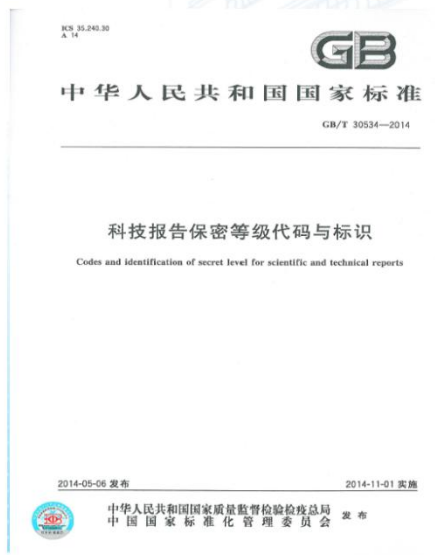 ICS 35.240.30
A 14
GB
中华人民共和国国家标准
GB/T 30534—2014
科技报告保密等级代码与标识
Codes and identification of secret level for scientific and technical reports
2014-05-06 发布
2014-11-01 实施
中华人民共和国国家质量监督检验检疫总局
中国国家标准化管理委员会
发布